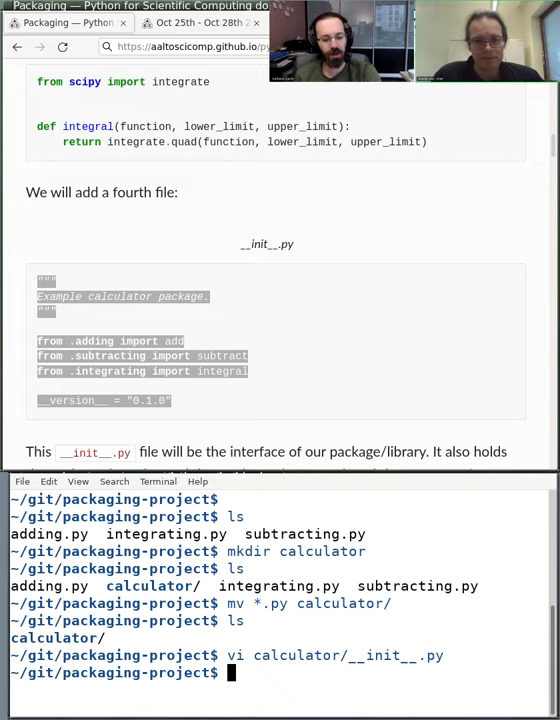 Packaging — Python for Scientific Computing do
Packaging — Python
Oct 25th - Oct 28th 2
https://aaltoscicomp.github.io/py
from scipy import integrate
def integral(function, lower_limit, upper_limit):
return integrate.quad(function, lower_limit, upper_limit)
We will add a fourth file:
__init__.py
"""
Example calculator package.
"""
from .adding import add
from .subtracting import subtract
from .integrating import integral
__version__ = "0.1.0"
This __init__.py file will be the interface of our package/library. It also holds
File Edit View Search Terminal Help
~/git/packaging-project$
~/git/packaging-project$ ls
adding.py integrating.py subtracting.py
~/git/packaging-project$ mkdir calculator
~/git/packaging-project$ ls
adding.py calculator/ integrating.py subtracting.py
~/git/packaging-project$ mv *.py calculator/
~/git/packaging-project$ ls
calculator/
~/git/packaging-project$ vi calculator/__init__.py
~/git/packaging-project$